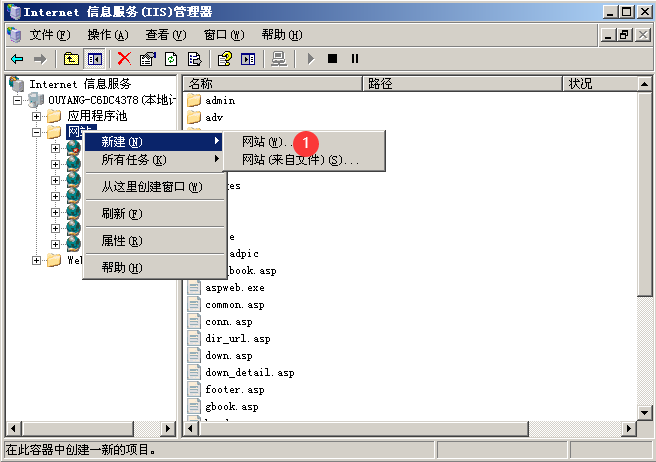 Internet 信息服务(IIS)管理器
文件(F) 操作(A) 查看(V) 窗口(W) 帮助(H)
Internet 信息服务
OUYANG-C6DC4378(本地计
应用程序池
网站
名称 路径 状况
admin
adv
新建(N)
网站(W)...
1
所有任务(K)
网站(来自文件)(S)...
从这里创建窗口(W)
刷新(F)
属性(R)
帮助(H)
We
aspweb.exe
common.asp
conn.asp
dir_url.asp
down.asp
down_detail.asp
footer.asp
gbook.asp
在此容器中创建一新的项目。